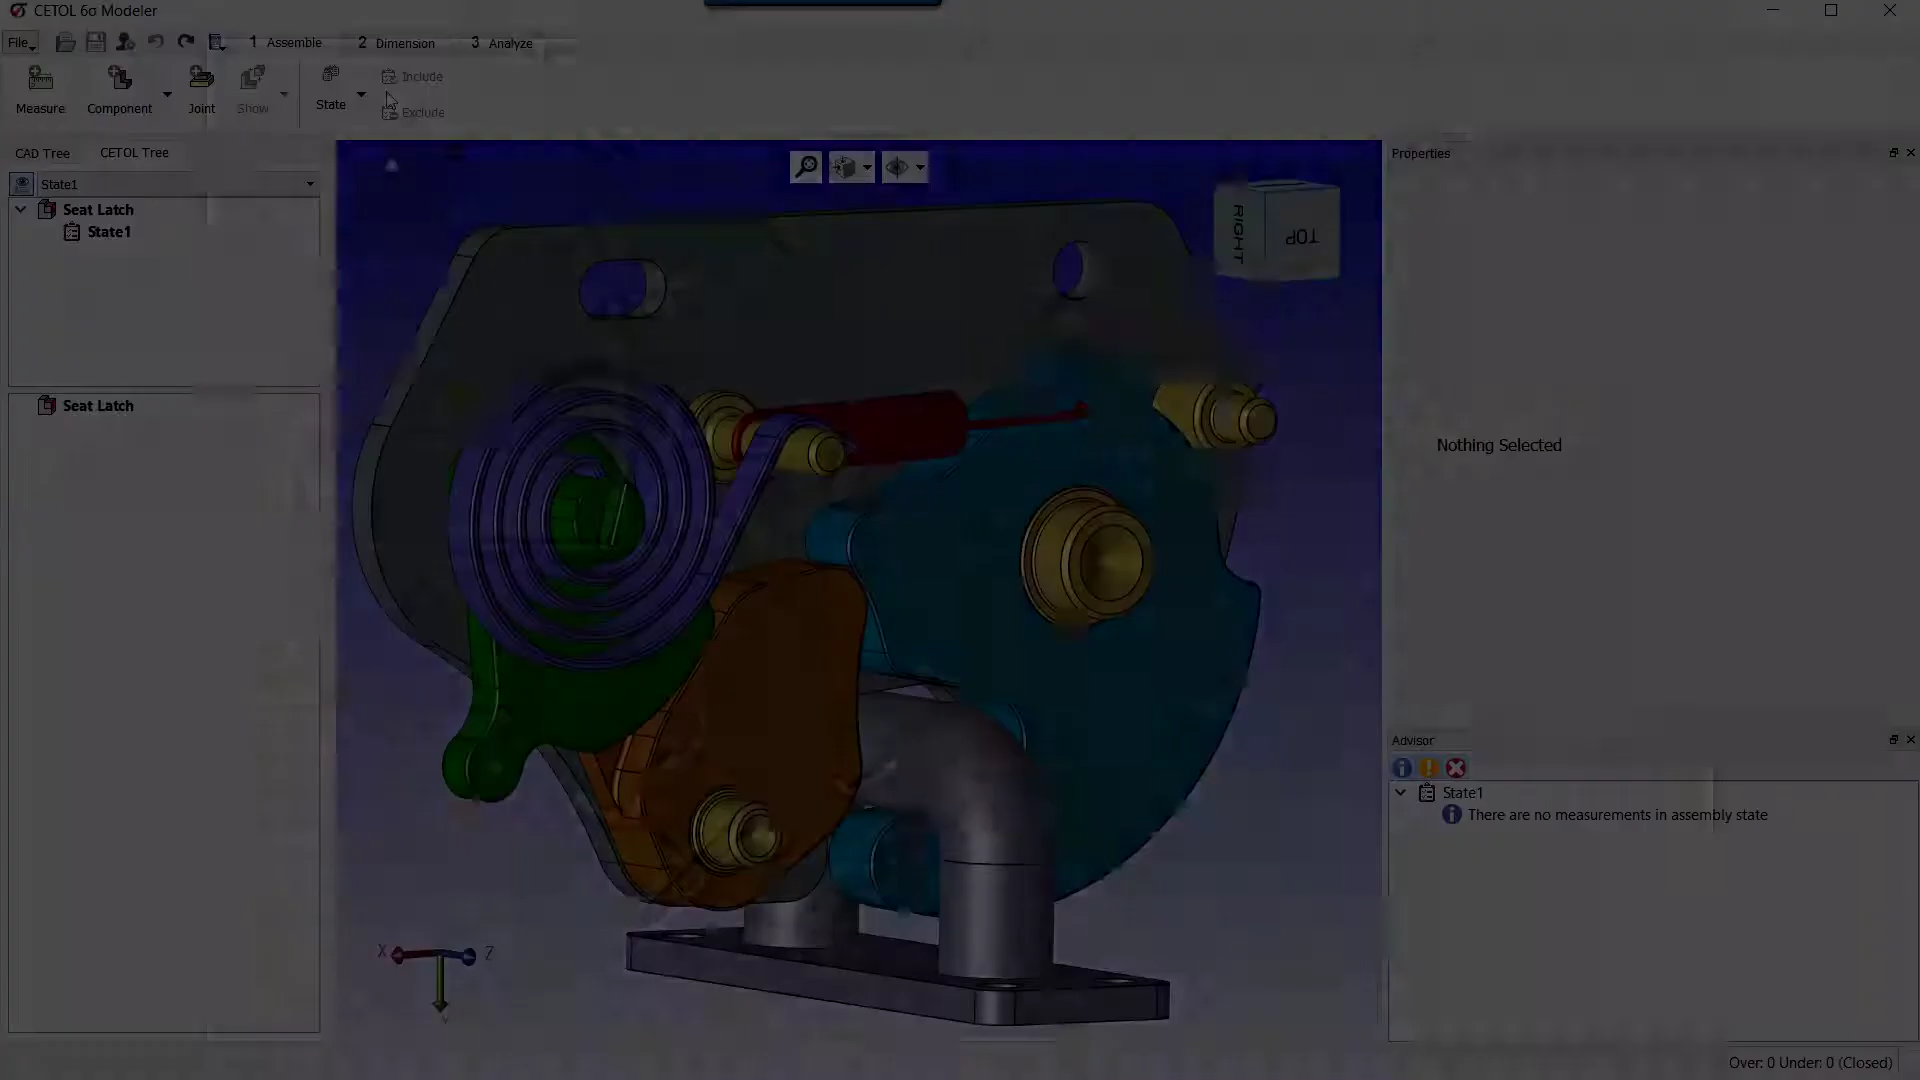 CETOL 6σ Modeler
File
1 Assemble
2 Dimension
3 Analyze
Measure
Component
Joint
Show
State
Include
Exclude
CAD Tree
CETOL Tree
State1
Seat Latch
State1
Seat Latch
RIGHT
TOP
X
Z
Y
Properties
Nothing Selected
Advisor
State1
There are no measurements in assembly state
Over: 0 Under: 0 (Closed)